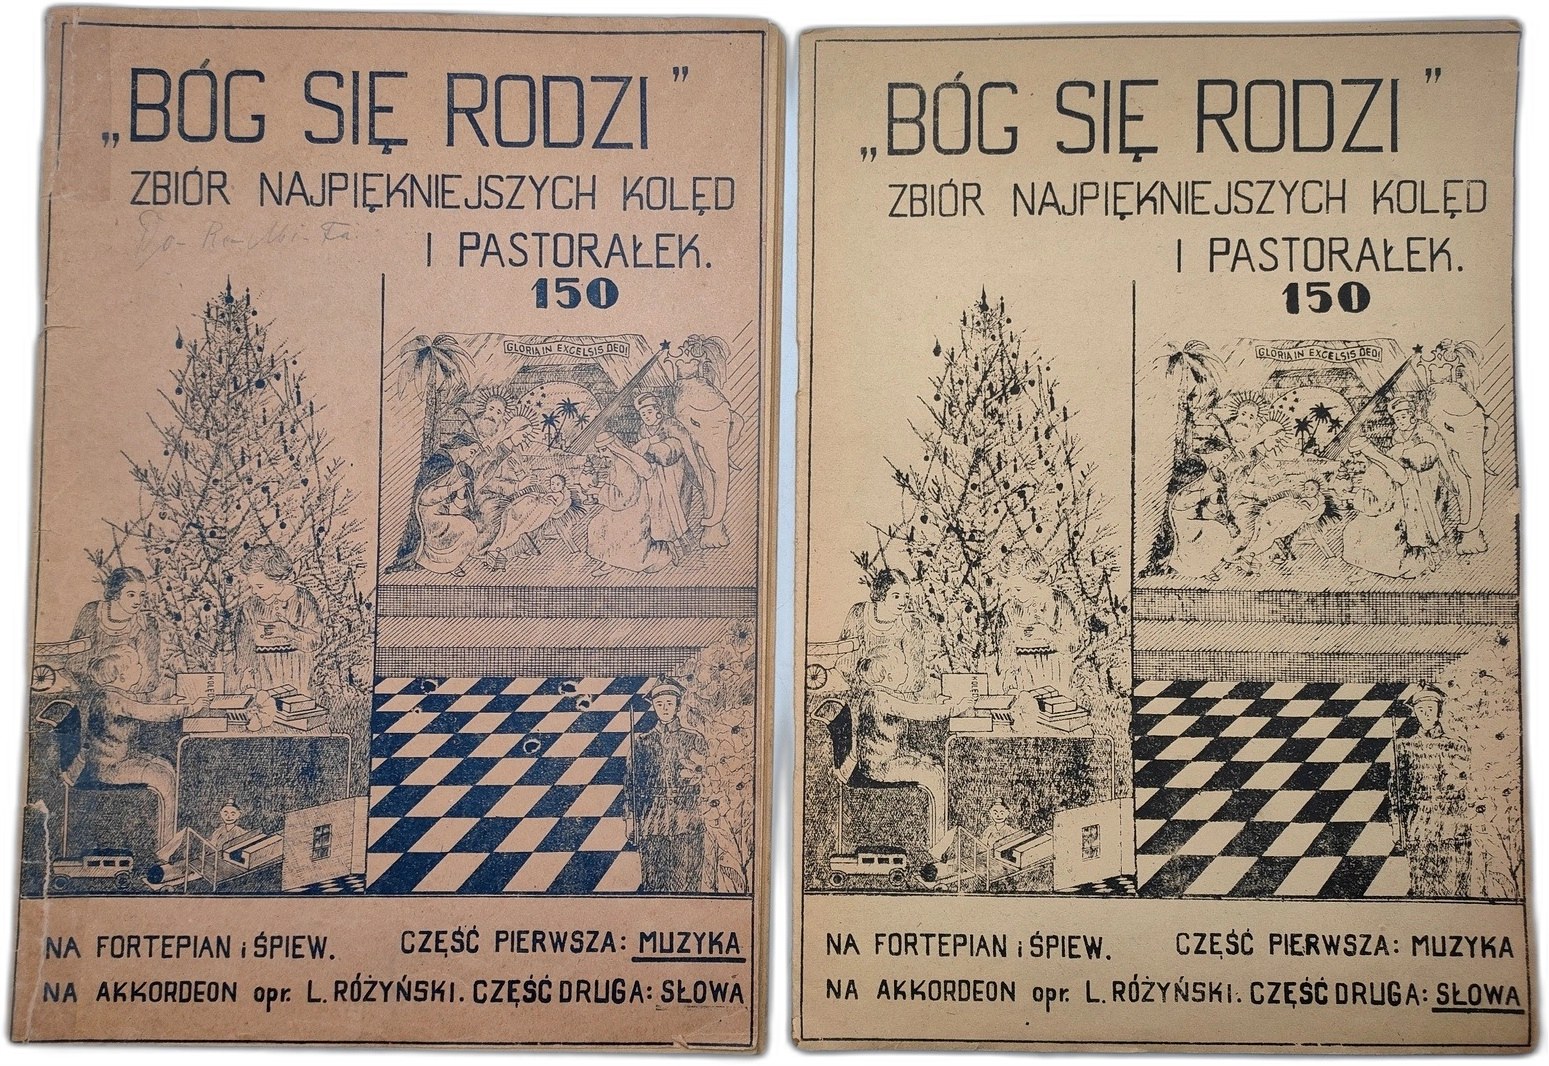 „BÓG SIĘ RODZI”
ZBIÓR NAJPIĘKNIEJSZYCH KOLĘD
I PASTORAŁEK.
150
GLORIA IN EXCELSIS DEO!
NA FORTEPIAN i ŚPIEW. CZĘŚĆ PIERWSZA: MUZYKA
NA AKKORDEON opr. L. RÓŻYŃSKI. CZĘŚĆ DRUGA: SŁOWA
„BÓG SIĘ RODZI”
ZBIÓR NAJPIĘKNIEJSZYCH KOLĘD
I PASTORAŁEK.
150
GLORIA IN EXCELSIS DEO!
NA FORTEPIAN i ŚPIEW. CZĘŚĆ PIERWSZA: MUZYKA
NA AKKORDEON opr. L. RÓŻYŃSKI. CZĘŚĆ DRUGA: SŁOWA